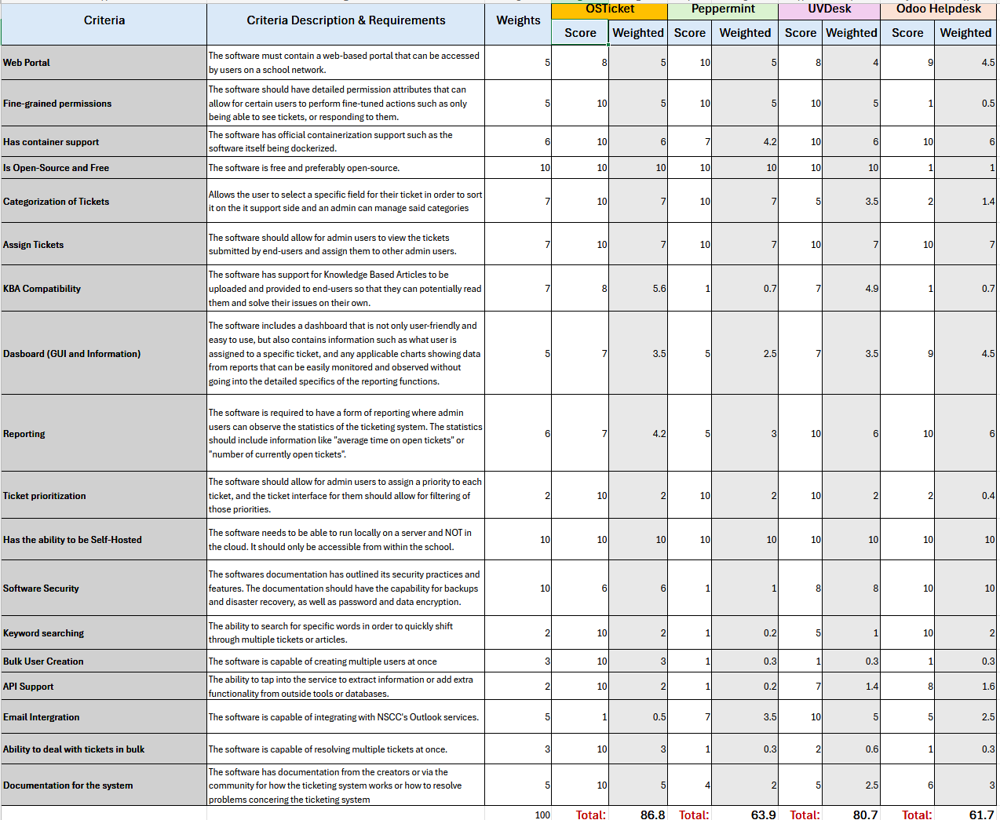 OSTicket Peppermint UVDesk Odoo Helpdesk
Criteria Criteria Description & Requirements Weights Score Weighted Score Weighted Score Weighted Score Weighted
Web Portal
The software must contain a web-based portal that can be accessed
by users on a school network.
5 8 5 10 5 8 4 9 4.5
Fine-grained permissions
The software should have detailed permission attributes that can
allow for certain users to perform fine-tuned actions such as only
being able to see tickets, or responding to them.
5 10 5 10 5 10 5 1 0.5
Has container support
The software has official containerization support such as the
software itself being dockerized.
6 10 6 7 4.2 10 6 10 6
Is Open-Source and Free
The software is free and preferably open-source.
10 10 10 10 10 10 10 1 1
Categorization of Tickets
Allows the user to select a specific field for their ticket in order to sort
it on the it support side and an admin can manage said categories
7 10 7 10 7 5 3.5 2 1.4
Assign Tickets
The software should allow for admin users to view the tickets
submitted by end-users and assign them to other admin users.
7 10 7 10 7 10 7 10 7
KBA Compatibility
The software has support for Knowledge Based Articles to be
uploaded and provided to end-users so that they can potentially read
them and solve their issues on their own.
7 8 5.6 1 0.7 7 4.9 1 0.7
Dasboard (GUI and Information)
The software includes a dashboard that is not only user-friendly and
easy to use, but also contains information such as what user is
assigned to a specific ticket, and any applicable charts showing data
from reports that can be easily monitored and observed without
going into the detailed specifics of the reporting functions.
5 7 3.5 5 2.5 7 3.5 9 4.5
Reporting
The software is required to have a form of reporting where admin
users can observe the statistics of the ticketing system. The statistics
should include information like "average time on open tickets" or
"number of currently open tickets".
6 7 4.2 5 3 10 6 10 6
Ticket prioritization
The software should allow for admin users to assign a priority to each
ticket, and the ticket interface for them should allow for filtering of
those priorities.
2 10 2 10 2 10 2 2 0.4
Has the ability to be Self-Hosted
The software needs to be able to run locally on a server and NOT in
the cloud. It should only be accessible from within the school.
10 10 10 10 10 10 10 10 10
Software Security
The softwares documentation has outlined its security practices and
features. The documentation should have the capability for backups
and disaster recovery, as well as password and data encryption.
10 6 6 1 1 8 8 10 10
Keyword searching
The ability to search for specific words in order to quickly shift
through multiple tickets or articles.
2 10 2 1 0.2 5 1 10 2
Bulk User Creation
The software is capable of creating multiple users at once
3 10 3 1 0.3 1 0.3 1 0.3
API Support
The ability to tap into the service to extract information or add extra
functionality from outside tools or databases.
2 10 2 1 0.2 7 1.4 8 1.6
Email Intergration
The software is capable of integrating with NSCC's Outlook services.
5 1 0.5 7 3.5 10 5 5 2.5
Ability to deal with tickets in bulk
The software is capable of resolving multiple tickets at once.
3 10 3 1 0.3 2 0.6 1 0.3
Documentation for the system
The software has documentation from the creators or via the
community for how the ticketing system works or how to resolve
problems concering the ticketing system
5 10 5 4 2 5 2.5 6 3
100 Total: 86.8 Total: 63.9 Total: 80.7 Total: 61.7